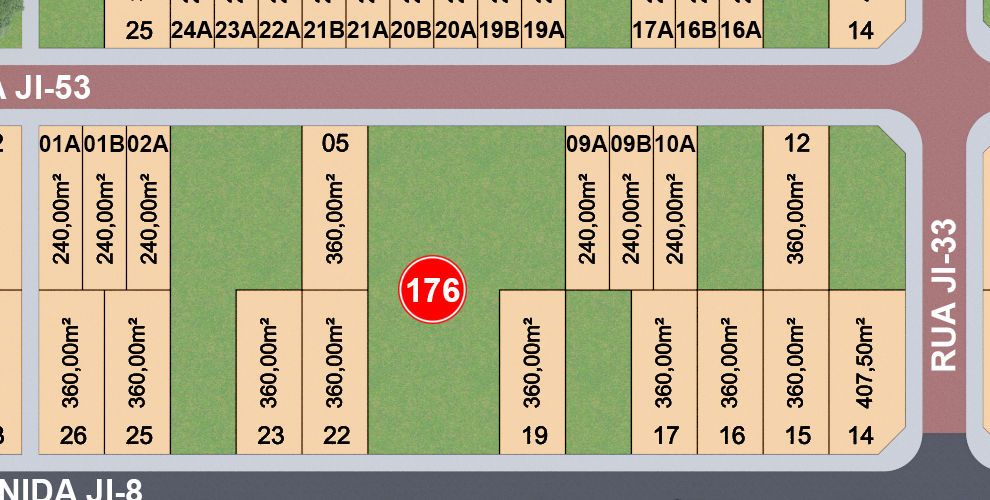 25 24A 23A 22A 21B 21A 20B 20A 19B 19A 17A 16B 16A 14
JI-53
01A 01B 02A 05 09A 09B 10A 12
240,00m² 240,00m² 240,00m² 360,00m² 240,00m² 240,00m² 240,00m² 360,00m²
RUA JI-33
176
360,00m² 360,00m² 360,00m² 360,00m² 360,00m² 360,00m² 360,00m² 360,00m² 407,50m²
26 25 23 22 19 17 16 15 14
NIDA JI-8